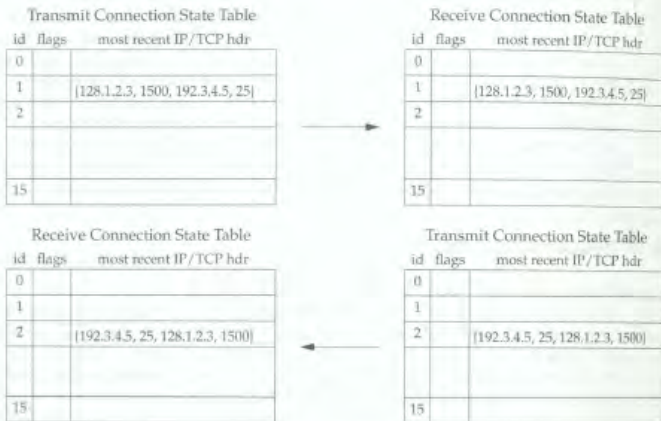 Transmit Connection State Table
id flags most recent IP/TCP hdr
0
1 {128.1.2.3, 1500, 192.3.4.5, 25}
2
15
Receive Connection State Table
id flags most recent IP/TCP hdr
0
1 {128.1.2.3, 1500, 192.3.4.5, 25}
2
15
Receive Connection State Table
id flags most recent IP/TCP hdr
0
1
2 {192.3.4.5, 25, 128.1.2.3, 1500}
15
Transmit Connection State Table
id flags most recent IP/TCP hdr
0
1
2 {192.3.4.5, 25, 128.1.2.3, 1500}
15